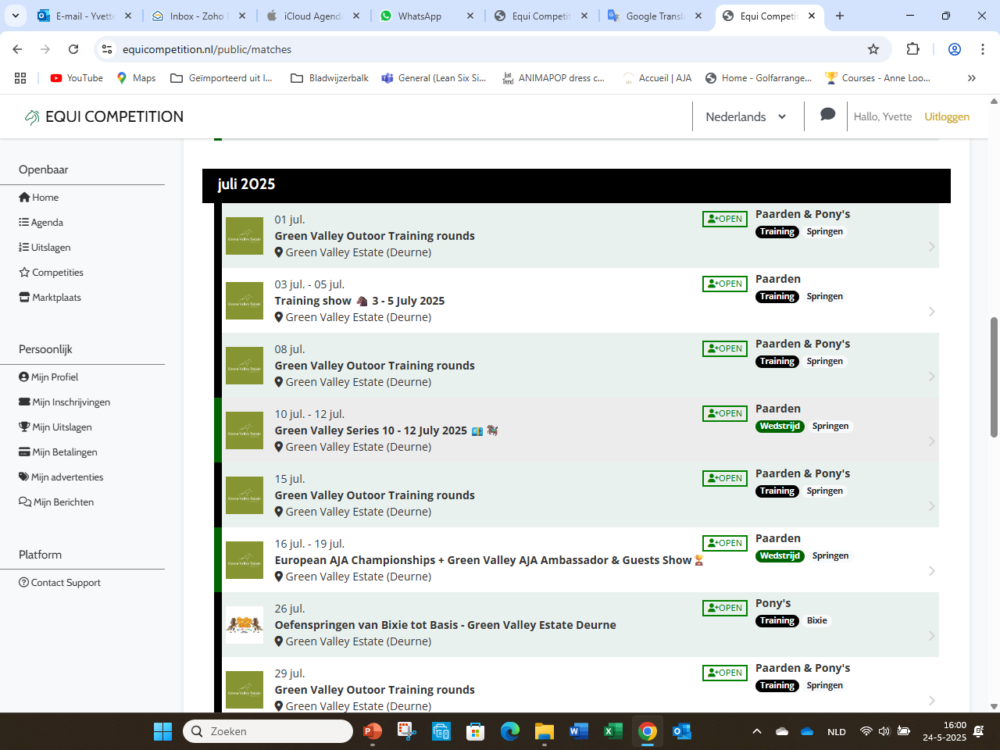 E-mail - Yvette
Inbox - Zoho
iCloud Agenda
WhatsApp
Equi Competit
Google Transla
Equi Competit
equicompetition.nl/public/matches
YouTube
Maps
Geïmporteerd uit I...
Bladwijzerbalk
General (Lean Six Si...
ANIMAPOP dress c...
Accueil | AJA
Home - Golfarrange...
Courses - Anne Loo...
EQUI COMPETITION
Nederlands
Hallo, Yvette
Uitloggen
Openbaar
Home
Agenda
Uitslagen
Competities
Marktplaats
Persoonlijk
Mijn Profiel
Mijn Inschrijvingen
Mijn Uitslagen
Mijn Betalingen
Mijn advertenties
Mijn Berichten
Platform
Contact Support
juli 2025
01 jul.
Green Valley Outoor Training rounds
Green Valley Estate (Deurne)
OPEN
Paarden & Pony's
Training Springen
03 jul. - 05 jul.
Training show 🐴 3 - 5 July 2025
Green Valley Estate (Deurne)
OPEN
Paarden
Training Springen
08 jul.
Green Valley Outoor Training rounds
Green Valley Estate (Deurne)
OPEN
Paarden & Pony's
Training Springen
10 jul. - 12 jul.
Green Valley Series 10 - 12 July 2025
Green Valley Estate (Deurne)
OPEN
Paarden
Wedstrijd Springen
15 jul.
Green Valley Outoor Training rounds
Green Valley Estate (Deurne)
OPEN
Paarden & Pony's
Training Springen
16 jul. - 19 jul.
European AJA Championships + Green Valley AJA Ambassador & Guests Show🏆
Green Valley Estate (Deurne)
OPEN
Paarden
Wedstrijd Springen
26 jul.
Oefenspringen van Bixie tot Basis - Green Valley Estate Deurne
Green Valley Estate (Deurne)
OPEN
Pony's
Training Bixie
29 jul.
Green Valley Outoor Training rounds
Green Valley Estate (Deurne)
OPEN
Paarden & Pony's
Training Springen
Zoeken
NLD
16:00
24-5-2025